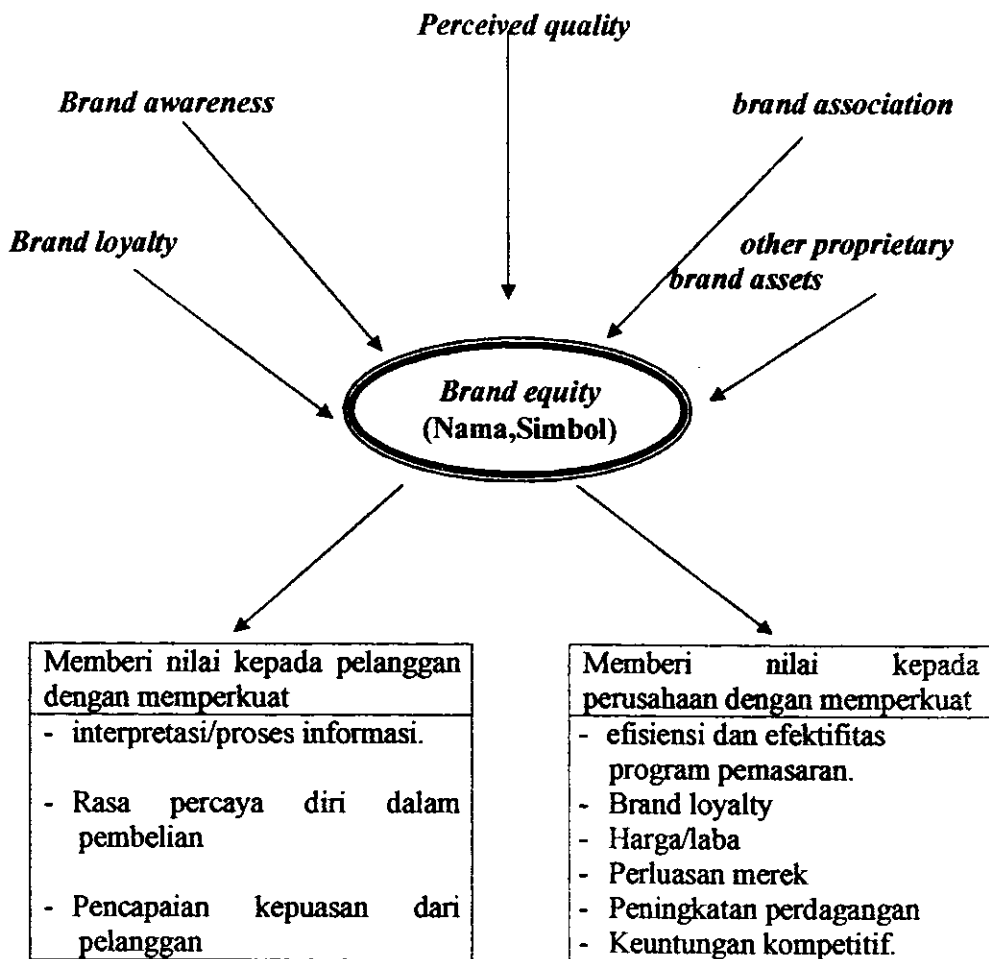 Perceived quality
Brand awareness
brand association
Brand loyalty
other proprietary
brand assets
Brand equity
(Nama,Simbol)
Memberi nilai kepada pelanggan
dengan memperkuat
- interpretasi/proses informasi.
- Rasa percaya diri dalam
pembelian
- Pencapaian kepuasan dari
pelanggan
Memberi nilai kepada
perusahaan dengan memperkuat
- efisiensi dan efektifitas
program pemasaran.
- Brand loyalty
- Harga/laba
- Perluasan merek
- Peningkatan perdagangan
- Keuntungan kompetitif.